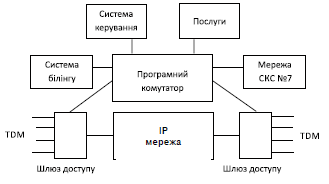 Система
керування
Послуги
Система
білінгу
Програмний
комутатор
Мережа
СКС №7
TDM
IP
мережа
TDM
Шлюз доступу
Шлюз доступу